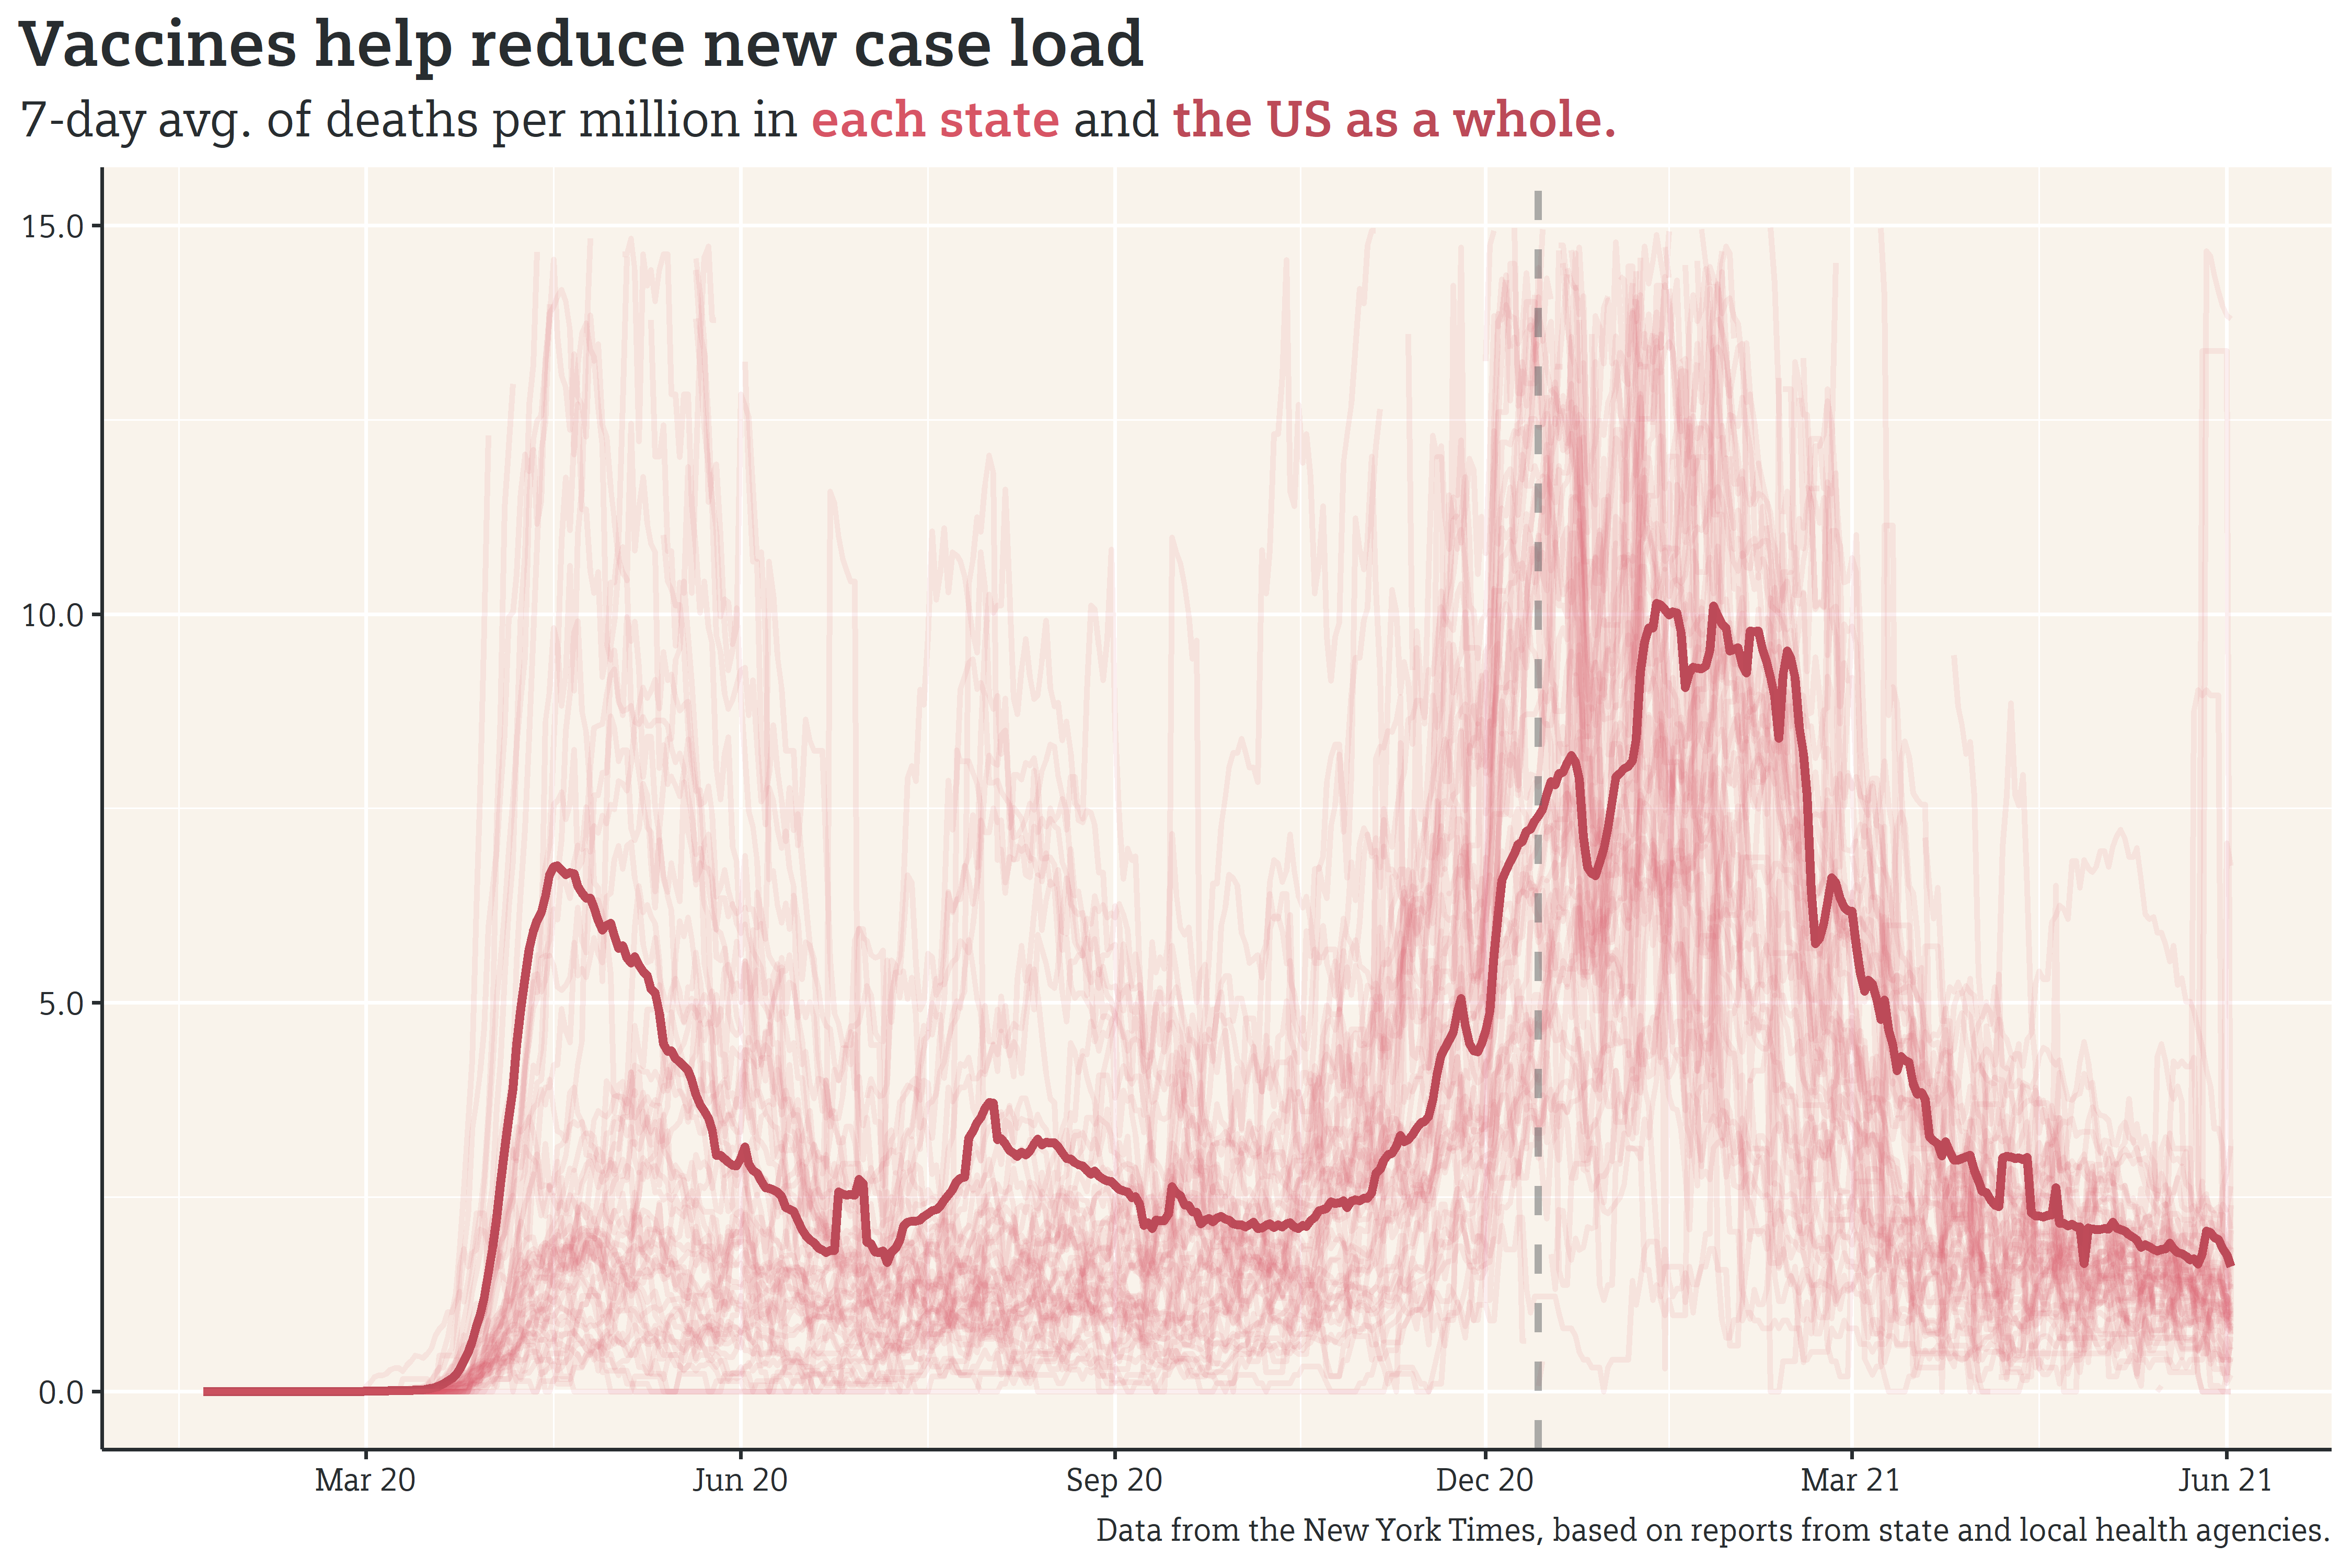 Vaccines help reduce new case load
7-day avg. of deaths per million in each state and the US as a whole.
15.0
10.0
5.0
0.0
Mar 20 Jun 20 Sep 20 Dec 20 Mar 21 Jun 21
Data from the New York Times, based on reports from state and local health agencies.